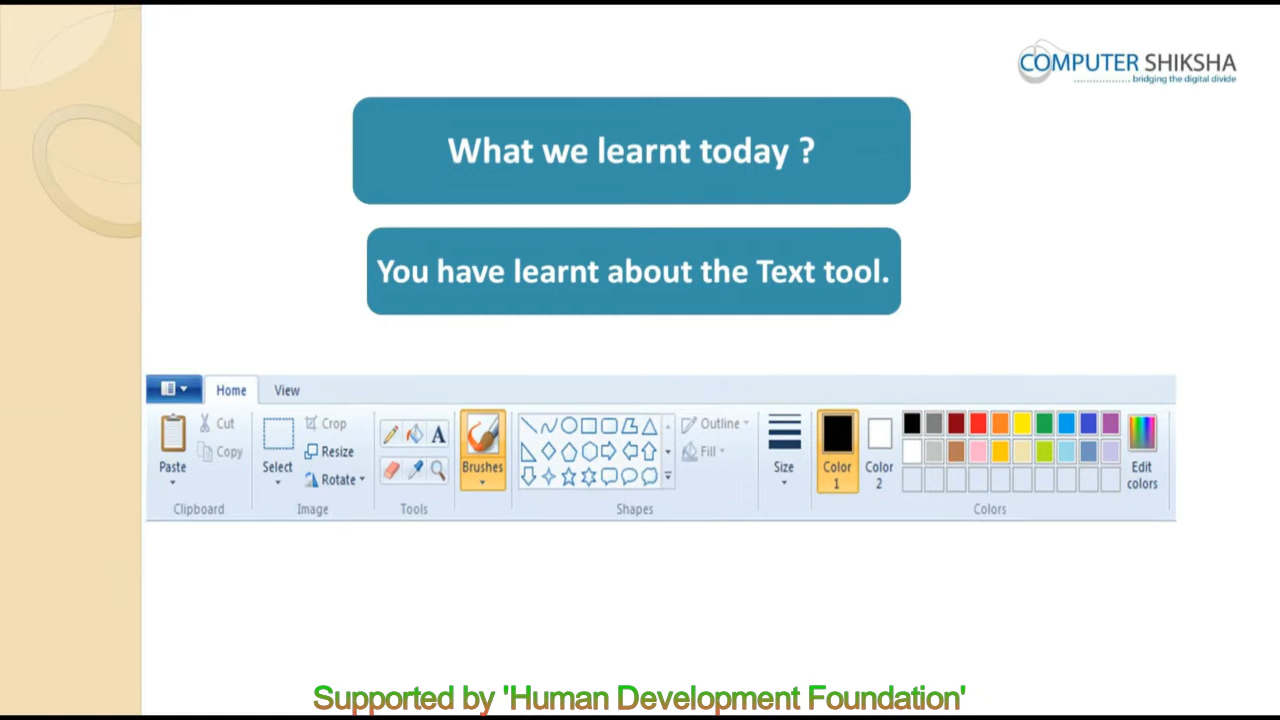 COMPUTER SHIKSHA
bridging the digital divide
What we learnt today ?
You have learnt about the Text tool.
Home View
Cut Crop Outline
Copy Resize Fill
Paste Select Rotate A Brushes Size Color 1 Color 2 Edit colors
Clipboard Image Tools Shapes Colors
Supported by 'Human Development Foundation'